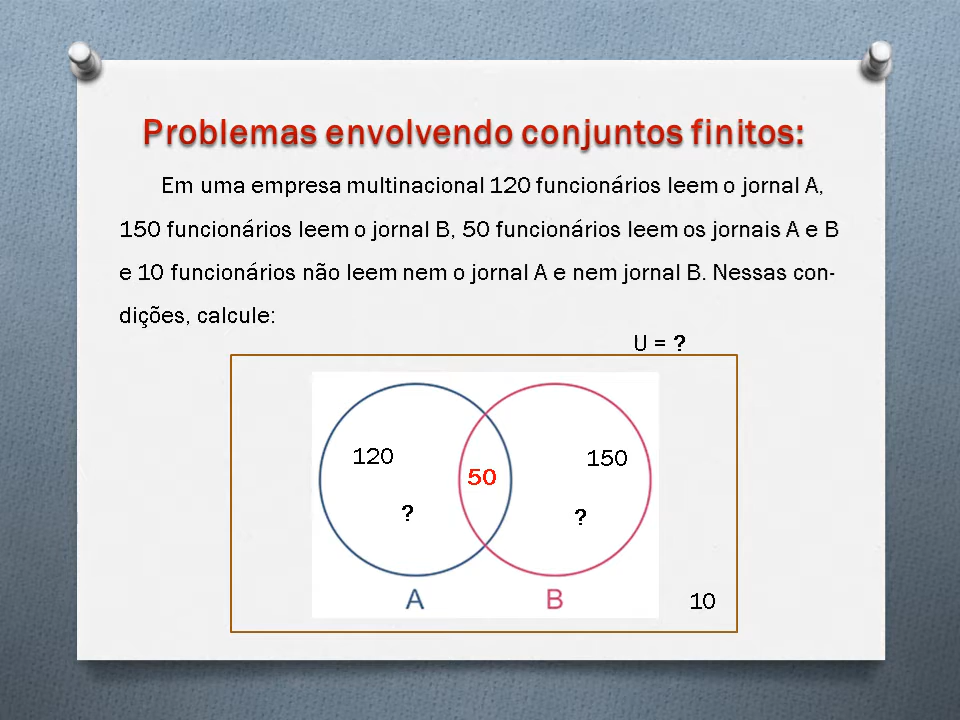 Problemas envolvendo conjuntos finitos:
Em uma empresa multinacional 120 funcionários leem o jornal A,
150 funcionários leem o jornal B, 50 funcionários leem os jornais A e B
e 10 funcionários não leem nem o jornal A e nem jornal B. Nessas con-
dições, calcule:
U = ?
120
50
150
?
?
A
B
10